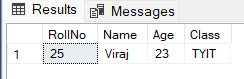 Results Messages
RollNo Name Age Class
1 25 Viraj 23 TYIT